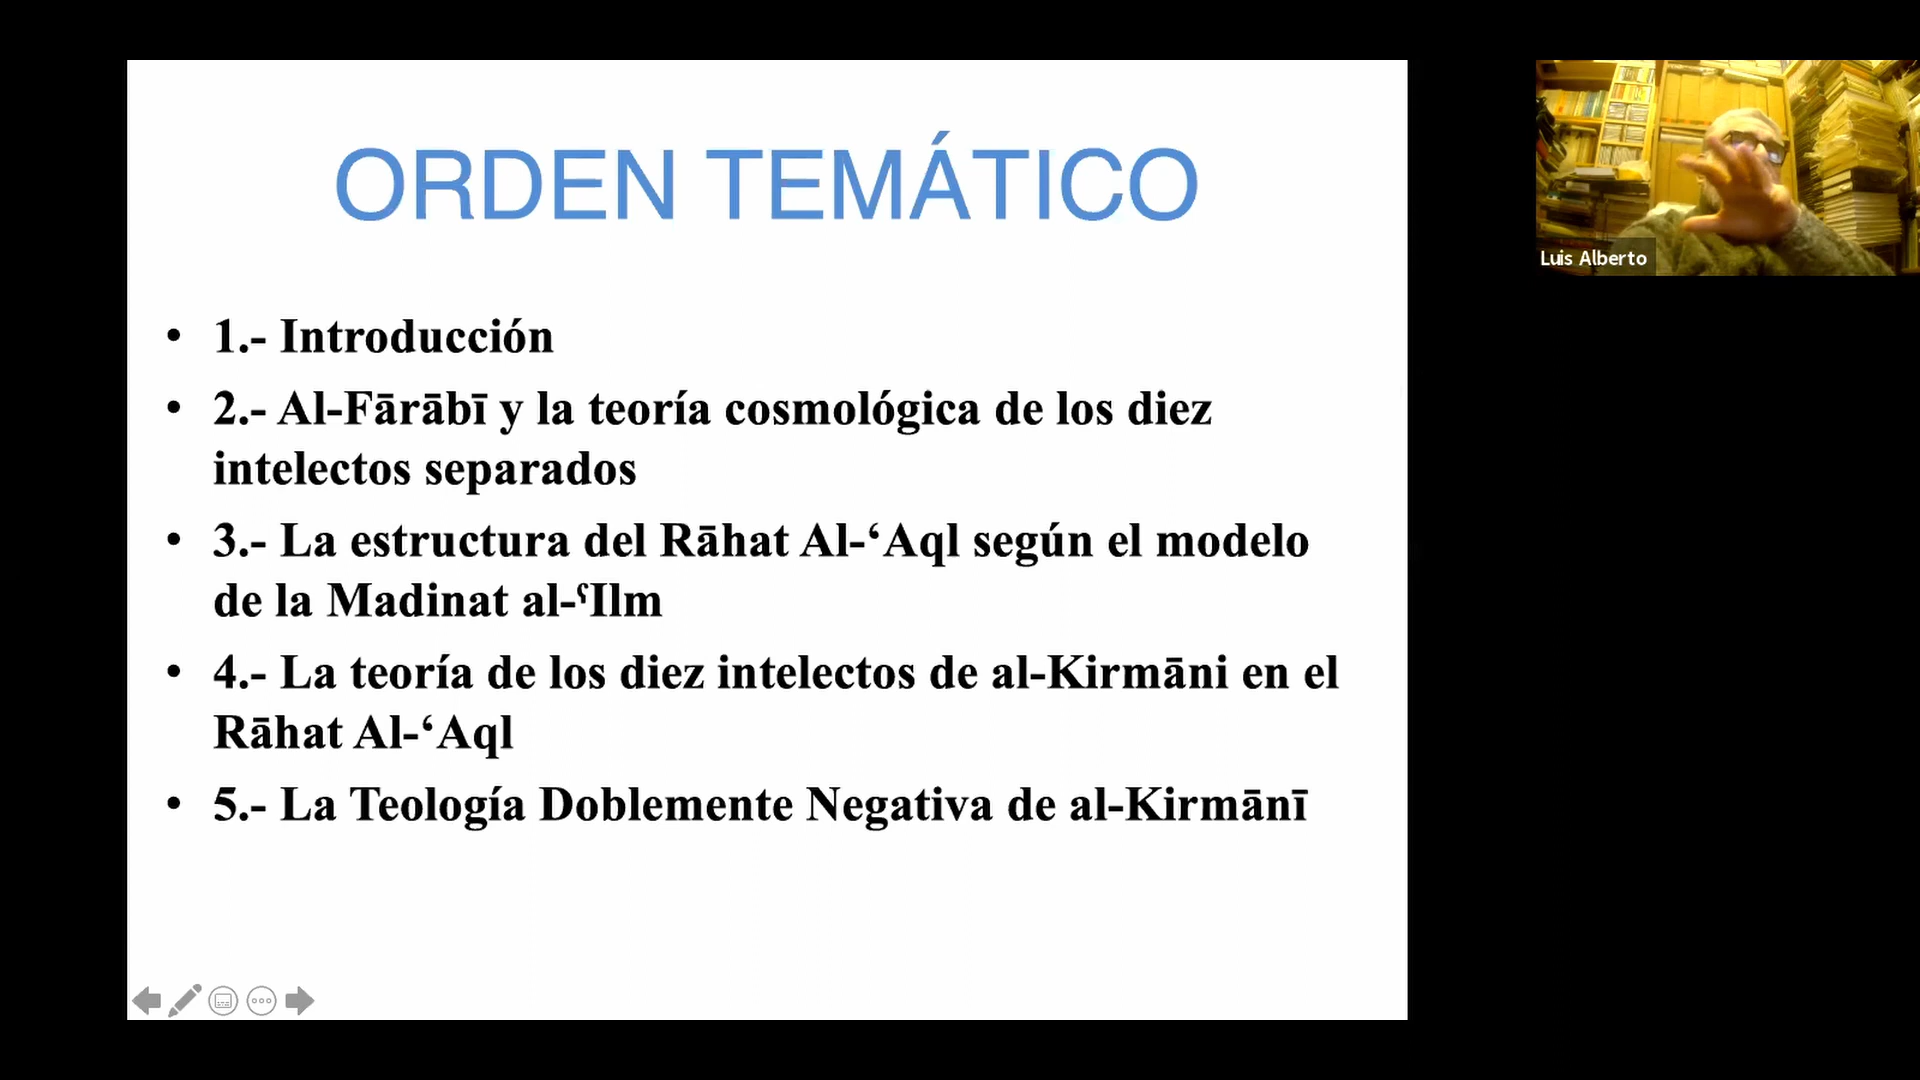 ORDEN TEMÁTICO
• 1.- Introducción
• 2.- Al-Fārābī y la teoría cosmológica de los diez
intelectos separados
• 3.- La estructura del Rāhat Al-‘Aql según el modelo
de la Madinat al-ˤIlm
• 4.- La teoría de los diez intelectos de al-Kirmāni en el
Rāhat Al-‘Aql
• 5.- La Teología Doblemente Negativa de al-Kirmānī
Luis Alberto